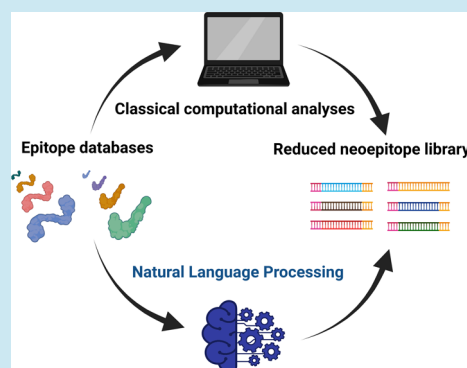 Classical computational analyses
Epitope databases
Reduced neoepitope library
Natural Language Processing